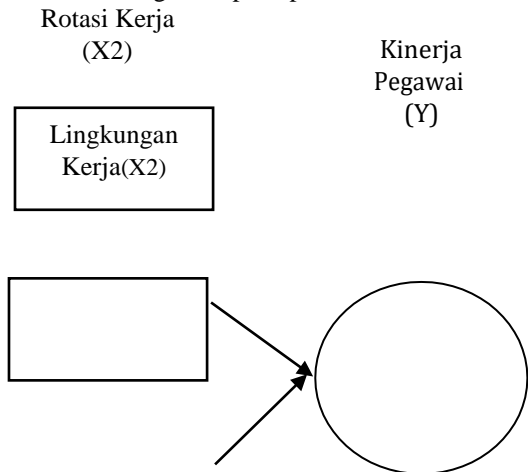 Rotasi Kerja
(X2)
Kinerja
Pegawai
(Y)
Lingkungan
Kerja(X2)